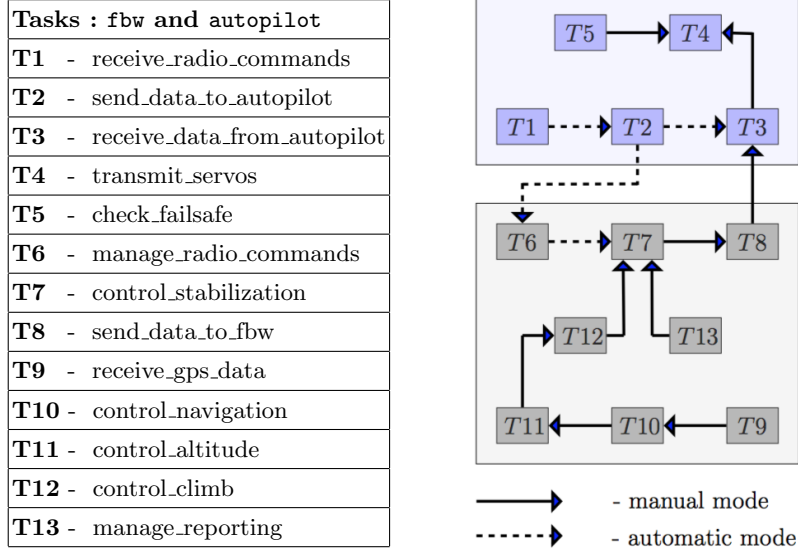 Tasks : fbw and autopilot
T1 - receive_radio_commands
T2 - send_data_to_autopilot
T3 - receive_data_from_autopilot
T4 - transmit_servos
T5 - check_failsafe
T6 - manage_radio_commands
T7 - control_stabilization
T8 - send_data_to_fbw
T9 - receive_gps_data
T10 - control_navigation
T11 - control_altitude
T12 - control_climb
T13 - manage_reporting
T5 T4
T1 T2 T3
T6 T7 T8
T12 T13
T11 T10 T9
- manual mode
- automatic mode